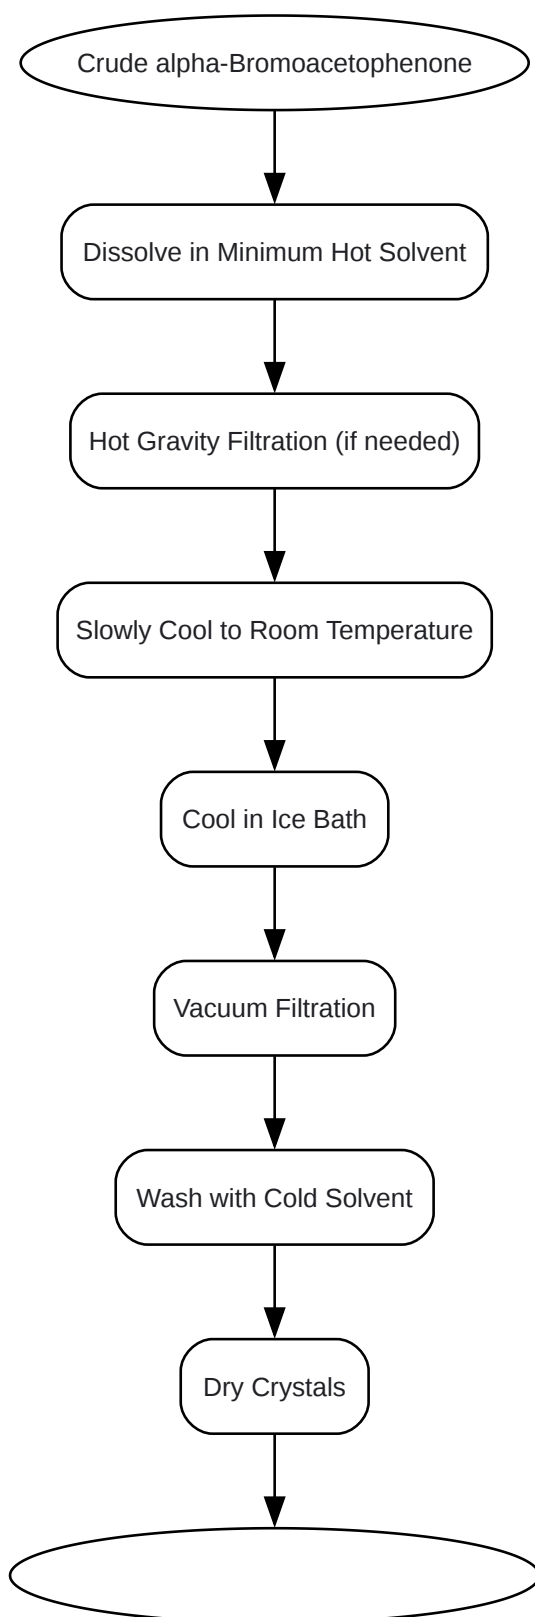 Crude alpha-Bromoacetophenone
Dissolve in Minimum Hot Solvent
Hot Gravity Filtration (if needed)
Slowly Cool to Room Temperature
Cool in Ice Bath
Vacuum Filtration
Wash with Cold Solvent
Dry Crystals